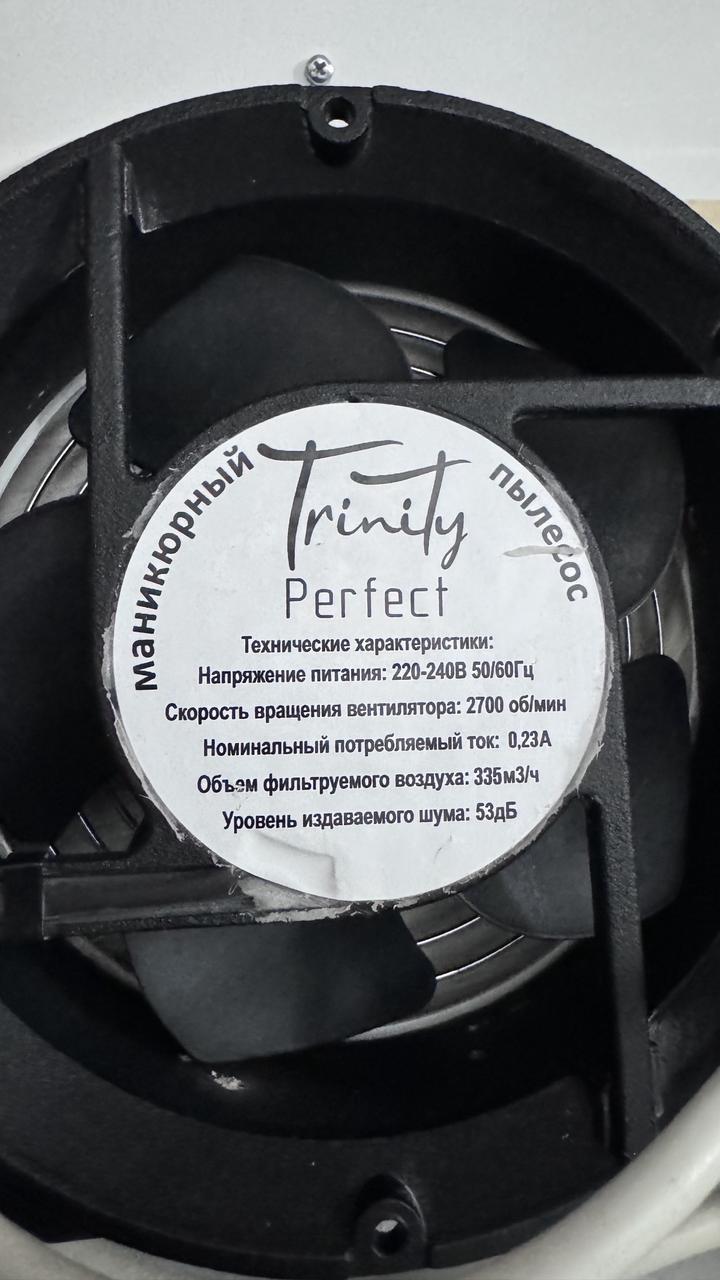 маникюрный
Trinity
пылесос
Perfect
Технические характеристики:
Напряжение питания: 220-240В 50/60Гц
Скорость вращения вентилятора: 2700 об/мин
Номинальный потребляемый ток: 0,23А
Объем фильтруемого воздуха: 335м3/ч
Уровень издаваемого шума: 53дБ